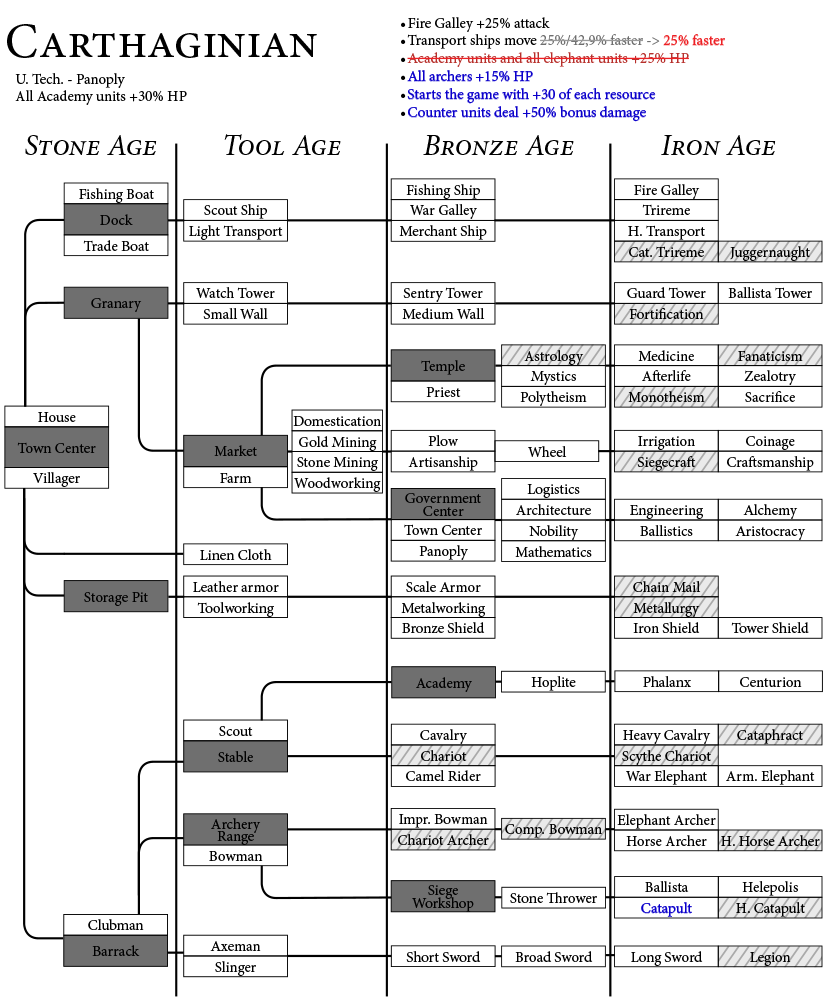 Carthaginian
U. Tech. - Panoply
All Academy units +30% HP
•Fire Galley +25% attack
•Transport ships move 25%/42,9% faster -> 25% faster
•Academy units and all elephant units +25% HP
•All archers +15% HP
•Starts the game with +30 of each resource
•Counter units deal +50% bonus damage
Stone Age
Tool Age
Bronze Age
Iron Age
Fishing Boat
Dock
Trade Boat
Scout Ship
Light Transport
Fishing Ship
War Galley
Merchant Ship
Fire Galley
Trireme
H. Transport
Cat. Trireme
Juggernaught
Granary
Watch Tower
Small Wall
Sentry Tower
Medium Wall
Guard Tower
Ballista Tower
Fortification
Temple
Priest
Astrology
Mystics
Polytheism
Medicine
Fanaticism
Afterlife
Zealotry
Monotheism
Sacrifice
House
Town Center
Villager
Market
Farm
Domestication
Gold Mining
Stone Mining
Woodworking
Plow
Artisanship
Wheel
Irrigation
Coinage
Siegecraft
Craftsmanship
Government
Center
Town Center
Panoply
Logistics
Architecture
Nobility
Mathematics
Engineering
Alchemy
Ballistics
Aristocracy
Linen Cloth
Storage Pit
Leather armor
Toolworking
Scale Armor
Metalworking
Bronze Shield
Chain Mail
Metallurgy
Iron Shield
Tower Shield
Academy
Hoplite
Phalanx
Centurion
Scout
Stable
Cavalry
Chariot
Camel Rider
Heavy Cavalry
Cataphract
Scythe Chariot
War Elephant
Arm. Elephant
Archery
Range
Bowman
Impr. Bowman
Chariot Archer
Comp. Bowman
Elephant Archer
Horse Archer
H. Horse Archer
Siege
Workshop
Stone Thrower
Ballista
Helepolis
Catapult
H. Catapult
Clubman
Barrack
Axeman
Slinger
Short Sword
Broad Sword
Long Sword
Legion